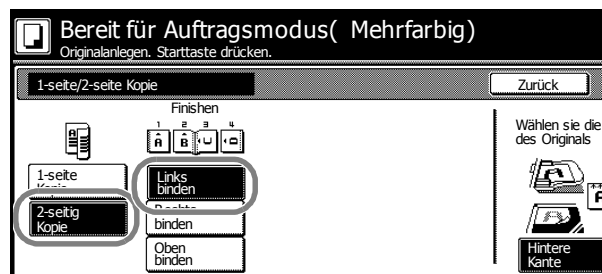 Bereit für Auftragsmodus( Mehrfarbig)
Originalanlegen. Starttaste drücken.
1-seite/2-seite Kopie
Zurück
Finishen
1 2 3 4
A B
Wählen sie die
des Originals
1-seite
Links
binden
2-seitig
Kopie
binden
Oben
binden
Hintere
Kante